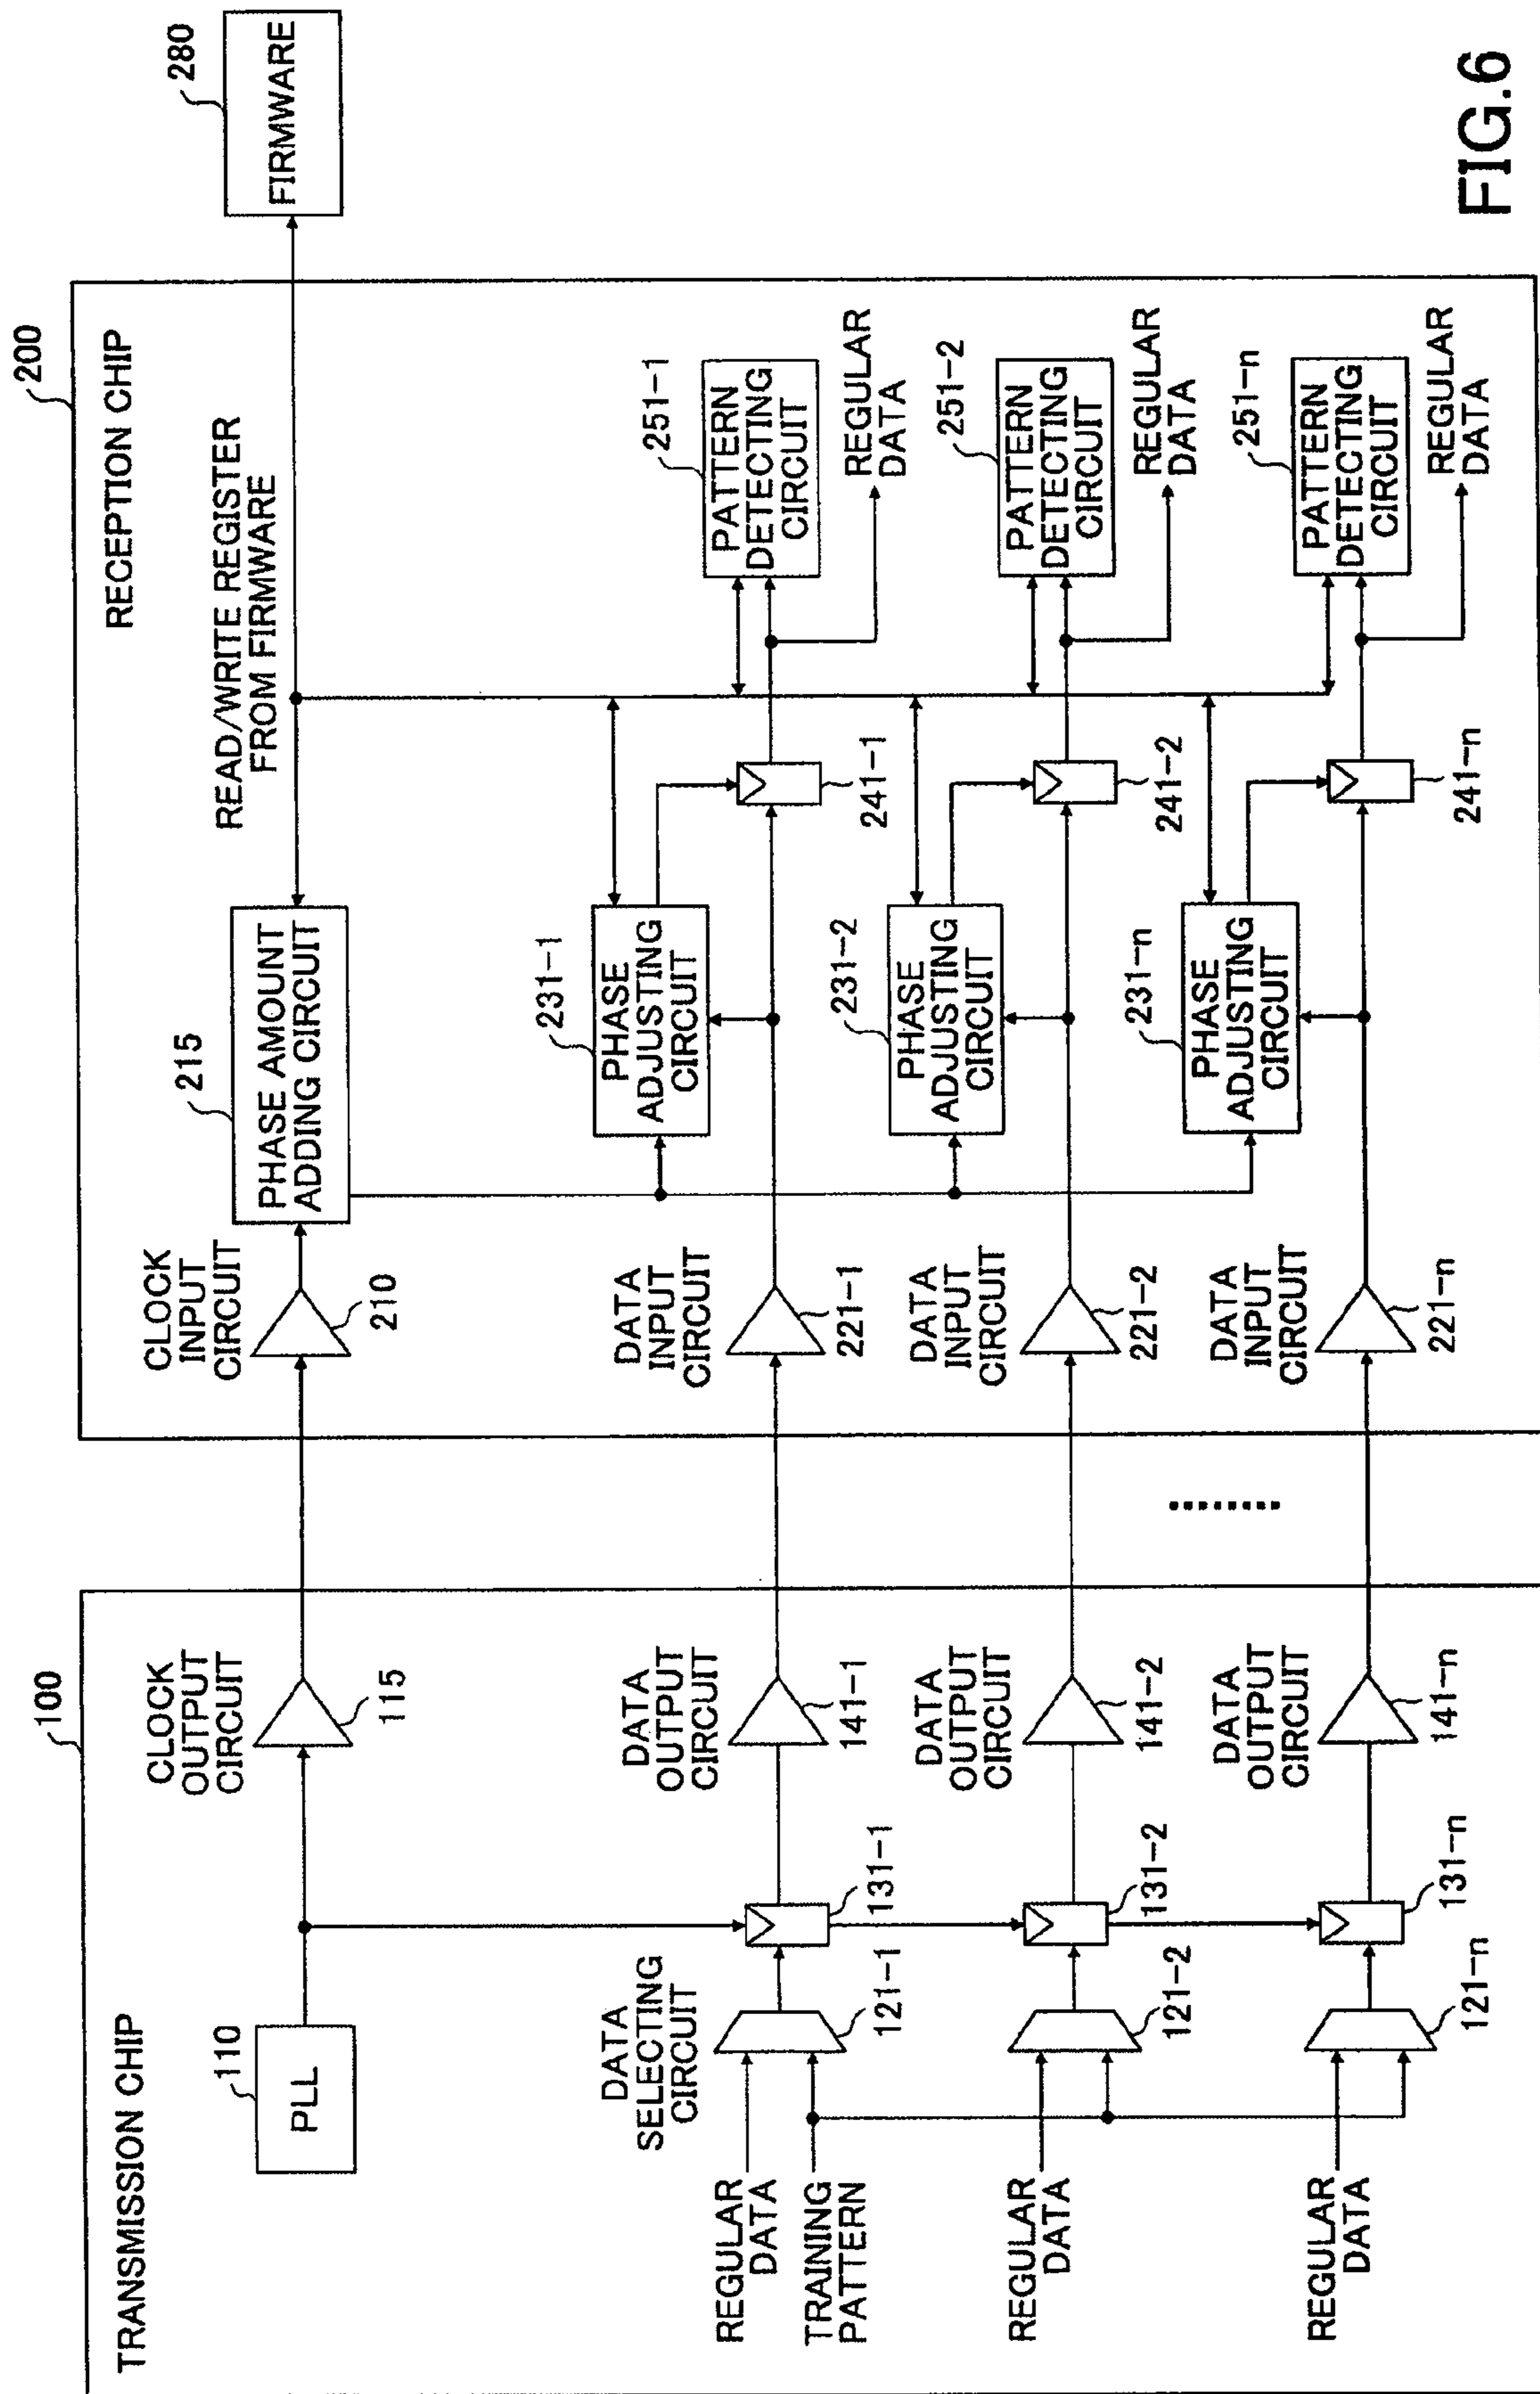 FIG.6
TRANSMISSION CHIP
100
110
PLL
CLOCK
OUTPUT
CIRCUIT
115
DATA
SELECTING
CIRCUIT
REGULAR
DATA
TRAINING
PATTERN
121-1
131-1
DATA
OUTPUT
CIRCUIT
141-1
REGULAR
DATA
121-2
131-2
DATA
OUTPUT
CIRCUIT
141-2
REGULAR
DATA
121-n
131-n
DATA
OUTPUT
CIRCUIT
141-n
RECEPTION CHIP
200
CLOCK
INPUT
CIRCUIT
210
215
PHASE AMOUNT
ADDING CIRCUIT
READ/WRITE REGISTER
FROM FIRMWARE
280
FIRMWARE
DATA
INPUT
CIRCUIT
221-1
231-1
PHASE
ADJUSTING
CIRCUIT
241-1
251-1
PATTERN
DETECTING
CIRCUIT
REGULAR
DATA
DATA
INPUT
CIRCUIT
221-2
231-2
PHASE
ADJUSTING
CIRCUIT
241-2
251-2
PATTERN
DETECTING
CIRCUIT
REGULAR
DATA
DATA
INPUT
CIRCUIT
221-n
231-n
PHASE
ADJUSTING
CIRCUIT
241-n
251-n
PATTERN
DETECTING
CIRCUIT
REGULAR
DATA